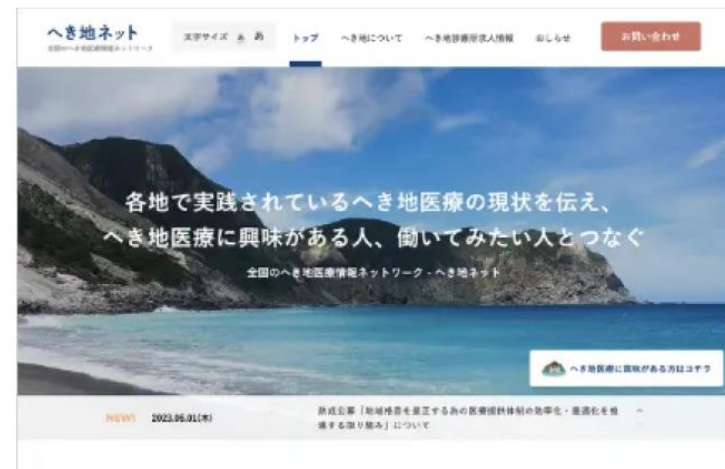 へき地ネット
全国のへき地医療情報ネットワーク
文字サイズ あ あ
トップ
へき地について
へき地診療所求人情報
おしらせ
お問い合わせ
各地で実践されているへき地医療の現状を伝え、
へき地医療に興味がある人、働いてみたい人とつなぐ
全国のへき地医療情報ネットワーク - へき地ネット
へき地医療に興味がある方はコチラ
NEW! 2023.06.01(木)
助成公募「地域格差を是正する為の医療提供体制の効率化・最適化を推
進する取り組み」について